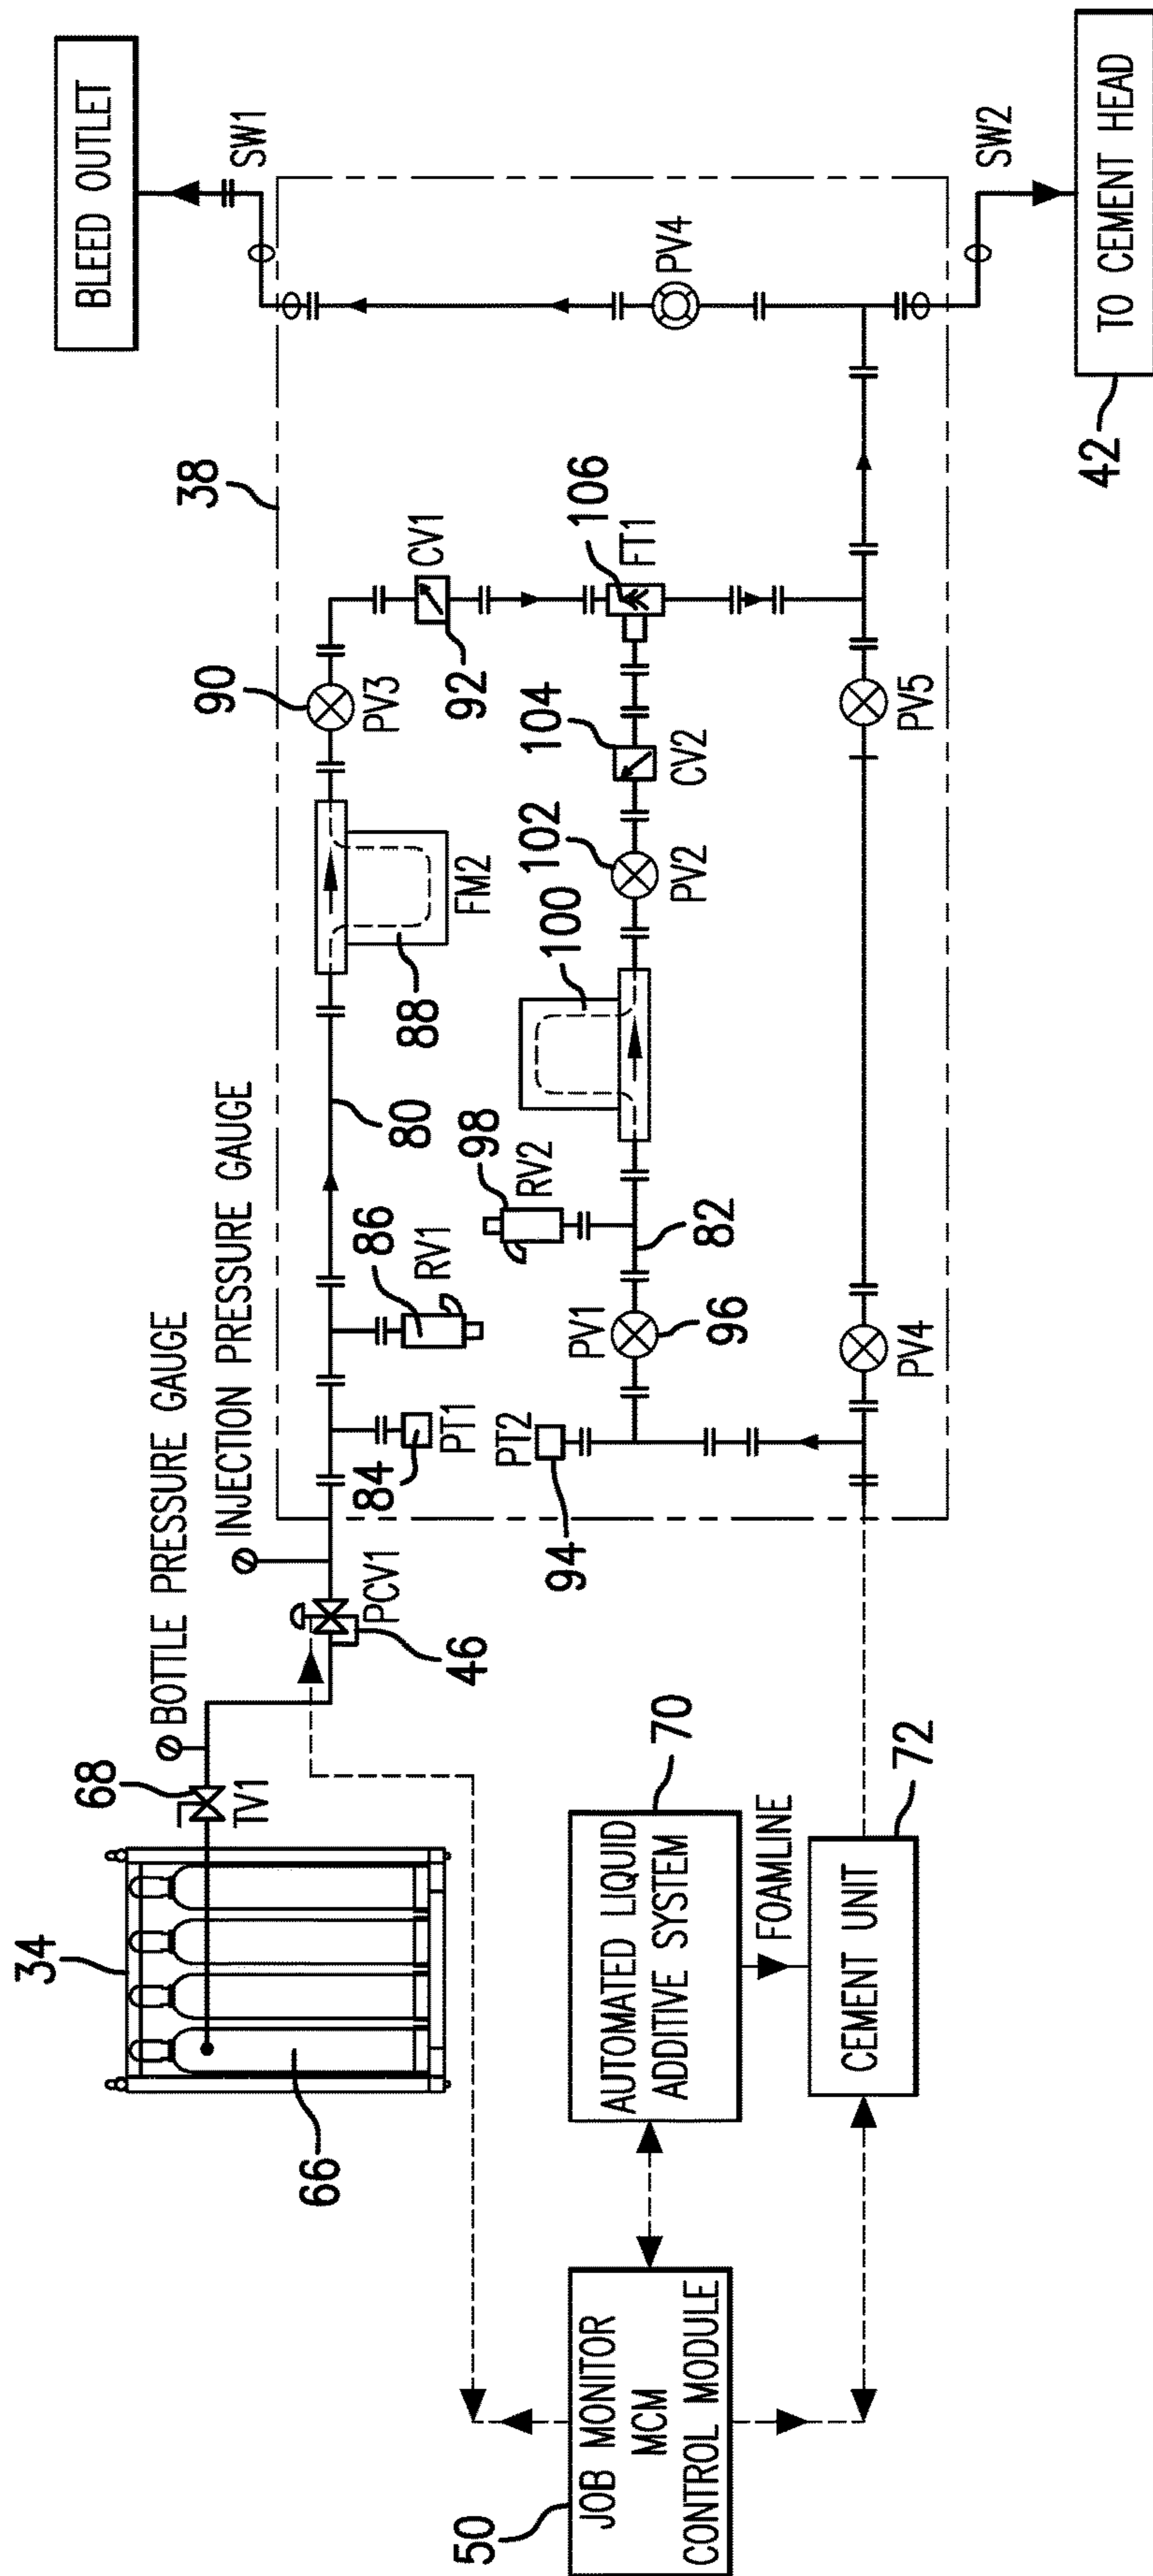 34
68
TV1
BOTTLE PRESSURE GAUGE
INJECTION PRESSURE GAUGE
66
PCV1
46
84
PT1
86
RV1
80
88
FM2
90
PV3
CV1
92
38
BLEED OUTLET
SW1
PV4
94
PT2
PV1
96
98
RV2
82
100
102
PV2
104
CV2
106
FT1
50
JOB MONITOR
MCM
CONTROL MODULE
70
AUTOMATED LIQUID
ADDITIVE SYSTEM
FOAMLINE
72
CEMENT UNIT
PV4
PV5
SW2
42
TO CEMENT HEAD